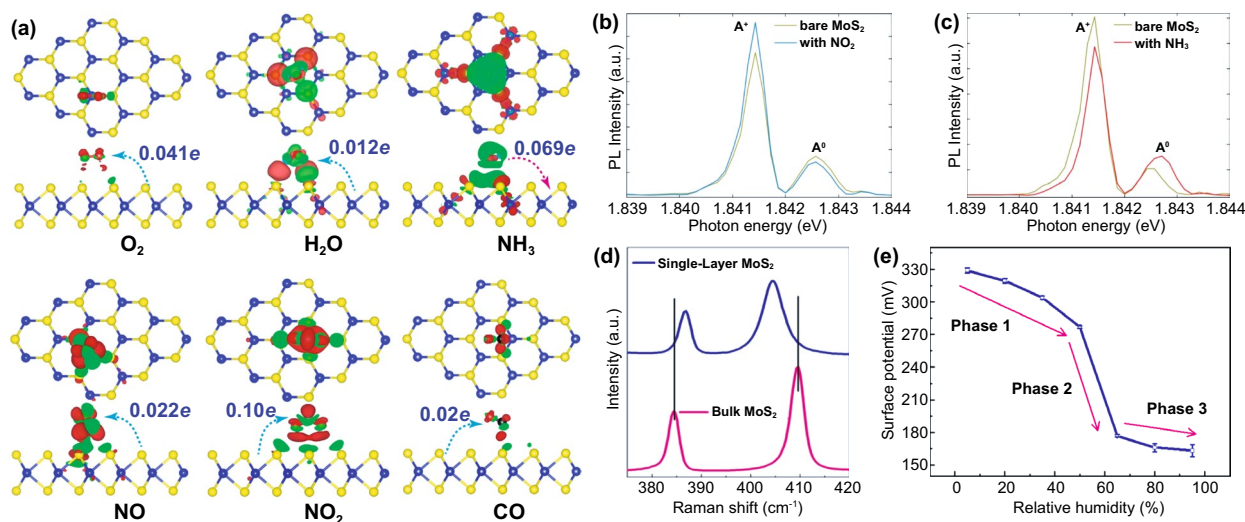 (a)
0.041e
0.012e
0.069e
O₂
H₂O
NH₃
0.022e
0.10e
0.02e
NO
NO₂
CO
(b)
A⁺
bare MoS₂
with NO₂
A⁰
PL Intensity (a.u.)
1.839 1.840 1.841 1.842 1.843 1.844
Photon energy (eV)
(c)
A⁺
bare MoS₂
with NH₃
A⁰
PL Intensity (a.u.)
1.839 1.840 1.841 1.842 1.843 1.844
Photon energy (eV)
(d)
Single-Layer MoS₂
Bulk MoS₂
Intensity (a.u.)
380 390 400 410 420
Raman shift (cm⁻¹)
(e)
330
300
270
240
210
180
150
Surface potential (mV)
Phase 1
Phase 2
Phase 3
0 20 40 60 80 100
Relative humidity (%)